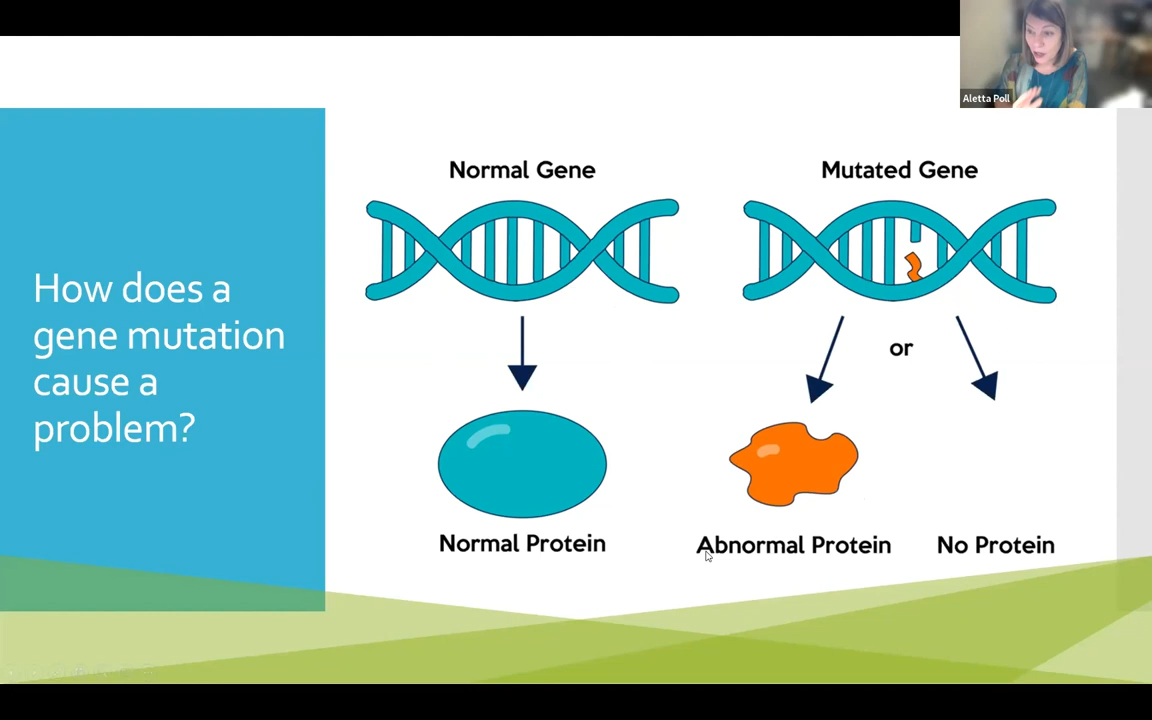 Aletta Poll
How does a
gene mutation
cause a
problem?
Normal Gene
Mutated Gene
or
Normal Protein
Abnormal Protein
No Protein